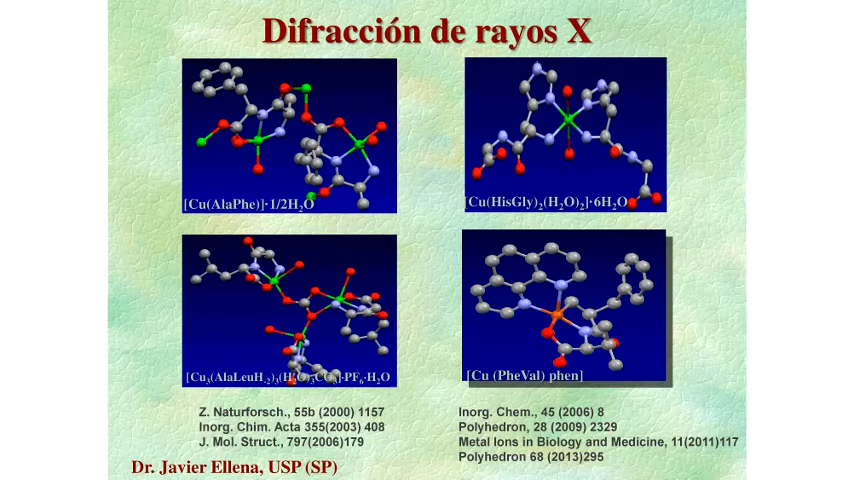 Difracción de rayos X
[Cu(AlaPhe)]·1/2H₂O
[Cu(HisGly)₂(H₂O)₂]·6H₂O
[Cu₃(AlaLeuH₋₂)₃(H₂O)₃CO₃]·PF₆·H₂O
[Cu (PheVal) phen]
Z. Naturforsch., 55b (2000) 1157
Inorg. Chim. Acta 355(2003) 408
J. Mol. Struct., 797(2006)179
Inorg. Chem., 45 (2006) 8
Polyhedron, 28 (2009) 2329
Metal Ions in Biology and Medicine, 11(2011)117
Polyhedron 68 (2013)295
Dr. Javier Ellena, USP (SP)